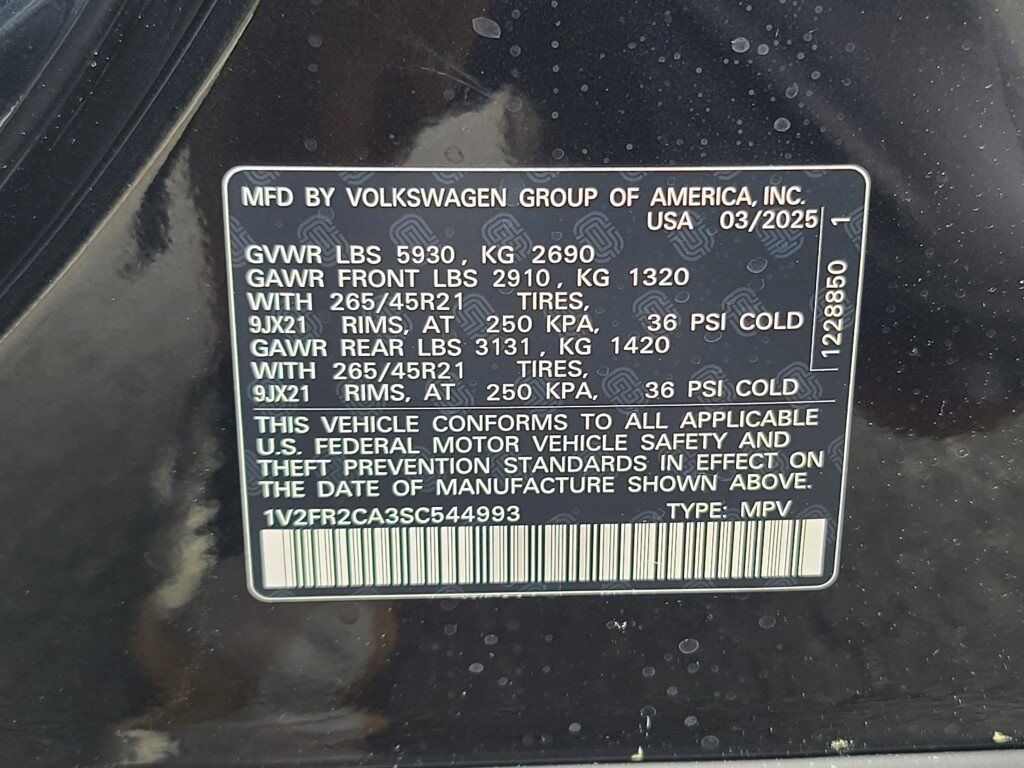 MFD BY VOLKSWAGEN GROUP OF AMERICA, INC.
USA 03/2025
GVWR LBS 5930, KG 2690
GAWR FRONT LBS 2910, KG 1320
WITH 265/45R21 TIRES,
9JX21 RIMS, AT 250 KPA, 36 PSI COLD
GAWR REAR LBS 3131, KG 1420
WITH 265/45R21 TIRES,
9JX21 RIMS, AT 250 KPA, 36 PSI COLD
THIS VEHICLE CONFORMS TO ALL APPLICABLE
U.S. FEDERAL MOTOR VEHICLE SAFETY AND
THEFT PREVENTION STANDARDS IN EFFECT ON
THE DATE OF MANUFACTURE SHOWN ABOVE.
1V2FR2CA3SC544993 TYPE: MPV
1228850 1